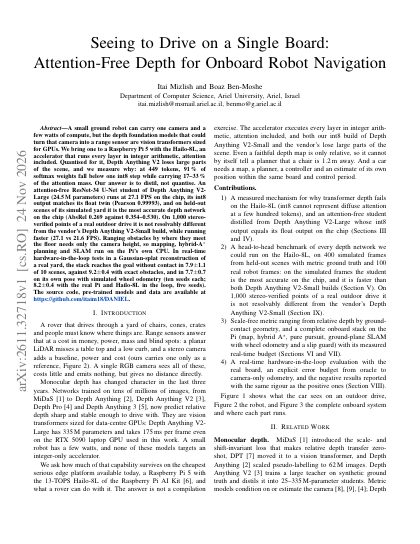 Seeing to Drive on a Single Board:
Attention-Free Depth for Onboard Robot Navigation
Itai Mizlish and Boaz Ben-Moshe
Department of Computer Science, Ariel University, Ariel, Israel
itai.mizlish@msmail.ariel.ac.il, benmo@g.ariel.ac.il
arXiv:2611.32718v1 [cs.RO] 24 Nov 2026
Abstract—A small ground robot can carry one camera and a
few watts of compute, but the depth foundation models that could
turn that camera into a range sensor are vision transformers sized for
GPUs. We bring one to a Raspberry Pi 5 with the Hailo-8L, an
accelerator that runs every layer in integer arithmetic, attention
included. Quantised for it, Depth Anything V2 loses large parts
of the scene, and we measure why: at 449 tokens, 91% of
softmax weights fall below one int8 step while carrying 17–33%
of the attention mass. Our answer is to distil, not quantise. An
attention-free ResNet-34 U-Net student of Depth Anything V2-
Large (24.5M parameters) runs at 27.1 FPS on the chip, its int8
output matches its float twin (Pearson 0.99993), and on held-out
scenes of its simulated yard it is the most accurate depth network
on the chip (AbsRel 0.269 against 0.354–0.530). On 1,000 stereo-
verified points of a real outdoor drive it is not resolvably different
from the vendor's Depth Anything V2-Small build, while running
faster (27.1 vs 21.6 FPS). Ranging obstacles by where they meet
the floor needs only the camera height, so mapping, hybrid-A*
planning and SLAM run on the Pi's own CPU. In real-time
hardware-in-the-loop tests in a Gaussian-splat reconstruction of
a real yard, the stack reaches the goal without contact in 7.9±1.1
of 10 scenes, against 9.2±0.4 with exact obstacles, and in 7.7±0.7
on its own pose with simulated wheel odometry (ten seeds each;
8.2±0.4 with the real Pi and Hailo-8L in the loop, five seeds).
The source code, pre-trained models and data are available at
https://github.com/itami18/DANIEL.
I. INTRODUCTION
A rover that drives through a yard of chairs, cones, crates
and people must know where things are. Range sensors answer
that at a cost in money, power, mass and blind spots: a planar
LiDAR misses a table top and a low curb, and a stereo camera
adds a baseline, power and cost (ours carries one only as a
reference, Figure 2). A single RGB camera sees all of these,
costs little and emits nothing, but gives no distance directly.
Monocular depth has changed character in the last three
years. Networks trained on tens of millions of images, from
MiDaS [1] to Depth Anything [2], Depth Anything V2 [3],
Depth Pro [4] and Depth Anything 3 [5], now predict relative
depth sharp and stable enough to drive with. They are vision
transformers sized for data-center GPUs: Depth Anything V2-
Large has 335 M parameters and takes 175 ms per frame even
on the RTX 5090 laptop GPU used in this work. A small
robot has a few watts, and none of these models targets an
integer-only accelerator.
We ask how much of that capability survives on the cheapest
serious edge platform available today, a Raspberry Pi 5 with
the 13-TOPS Hailo-8L of the Raspberry Pi AI Kit [6], and
what a rover can do with it. The answer is not a compilation
exercise. The accelerator executes every layer in integer arith-
metic, attention included, and both our int8 build of Depth
Anything V2-Small and the vendor's lose large parts of the scene.
Even a faithful depth map is only relative, so it cannot by
itself tell a planner that a chair is 1.2 m away. And a car
needs a map, a planner, a controller and an estimate of its own
position within the same board and control period.
Contributions.
1) A measured mechanism for why transformer depth fails
on the Hailo-8L (int8 cannot represent diffuse attention
at a few hundred tokens), and an attention-free student
distilled from Depth Anything V2-Large whose int8
output equals its float output on the chip (Sections III
and IV).
2) A head-to-head benchmark of every depth network we
could run on the Hailo-8L, on 400 simulated frames
from held-out scenes with metric ground truth and 100
real robot frames: on the simulated frames the student
is the most accurate on the chip, and it is faster than
both Depth Anything V2-Small builds (Section V). On
1,000 stereo-verified points of a real outdoor drive it
is not resolvably different from the vendor's Depth
Anything V2-Small (Section IX).
3) Scale-free metric ranging from relative depth by ground-
contact geometry, and a complete onboard stack on the
Pi (map, hybrid A*, pure pursuit, ground-plane SLAM
with wheel odometry and a slip guard) with its measured
real-time budget (Sections VI and VII).
4) A real-time hardware-in-the-loop evaluation with the
real board, an explicit error budget from oracle to
camera-only odometry, and the negative results reported
with the same rigour as the positive ones (Section VIII).
Figure 1 shows what the car sees on an outdoor drive,
Figure 2 the robot, and Figure 3 the complete onboard system
and where each part runs.
II. RELATED WORK
Monocular depth. MiDaS [1] introduced the scale- and
shift-invariant loss that makes relative depth transfer zero-
shot, DPT [7] moved it to a vision transformer, and Depth
Anything [2] scaled pseudo-labelling to 62 M images. Depth
Anything V2 [3] trains a large teacher on synthetic ground
truth and distils it into 25–335 M-parameter students. Metric
models condition on or estimate the camera [8], [9], [4]; Depth